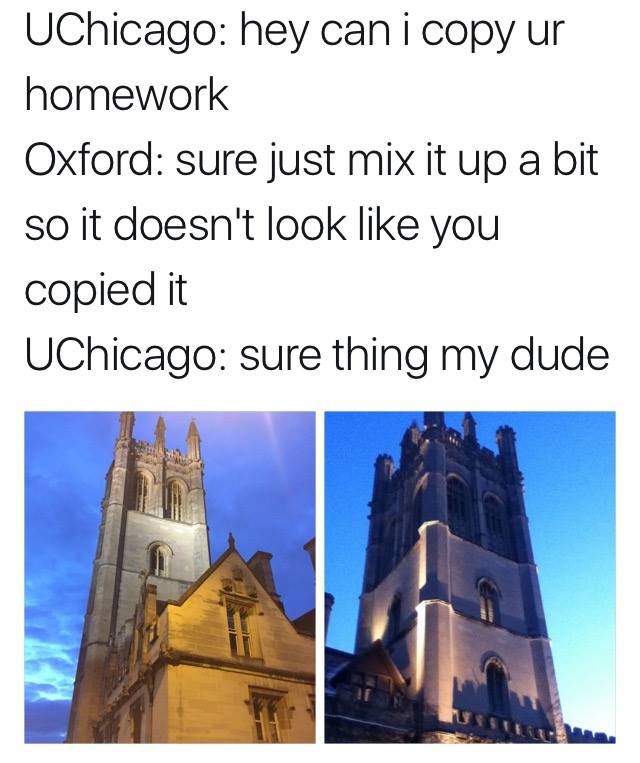 UChicago: hey can i copy ur
homework
Oxford: sure just mix it up a bit
so it doesn't look like you
copied it
UChicago: sure thing my dude